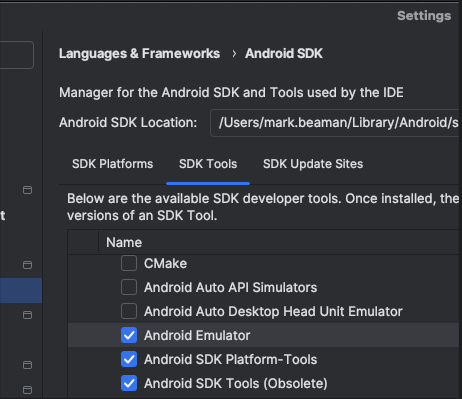 Settings
Languages & Frameworks › Android SDK
Manager for the Android SDK and Tools used by the IDE
Android SDK Location: /Users/mark.beaman/Library/Android/s
SDK Platforms SDK Tools SDK Update Sites
Below are the available SDK developer tools. Once installed, the
t
versions of an SDK Tool.
Name
CMake
Android Auto API Simulators
Android Auto Desktop Head Unit Emulator
Android Emulator
Android SDK Platform-Tools
Android SDK Tools (Obsolete)